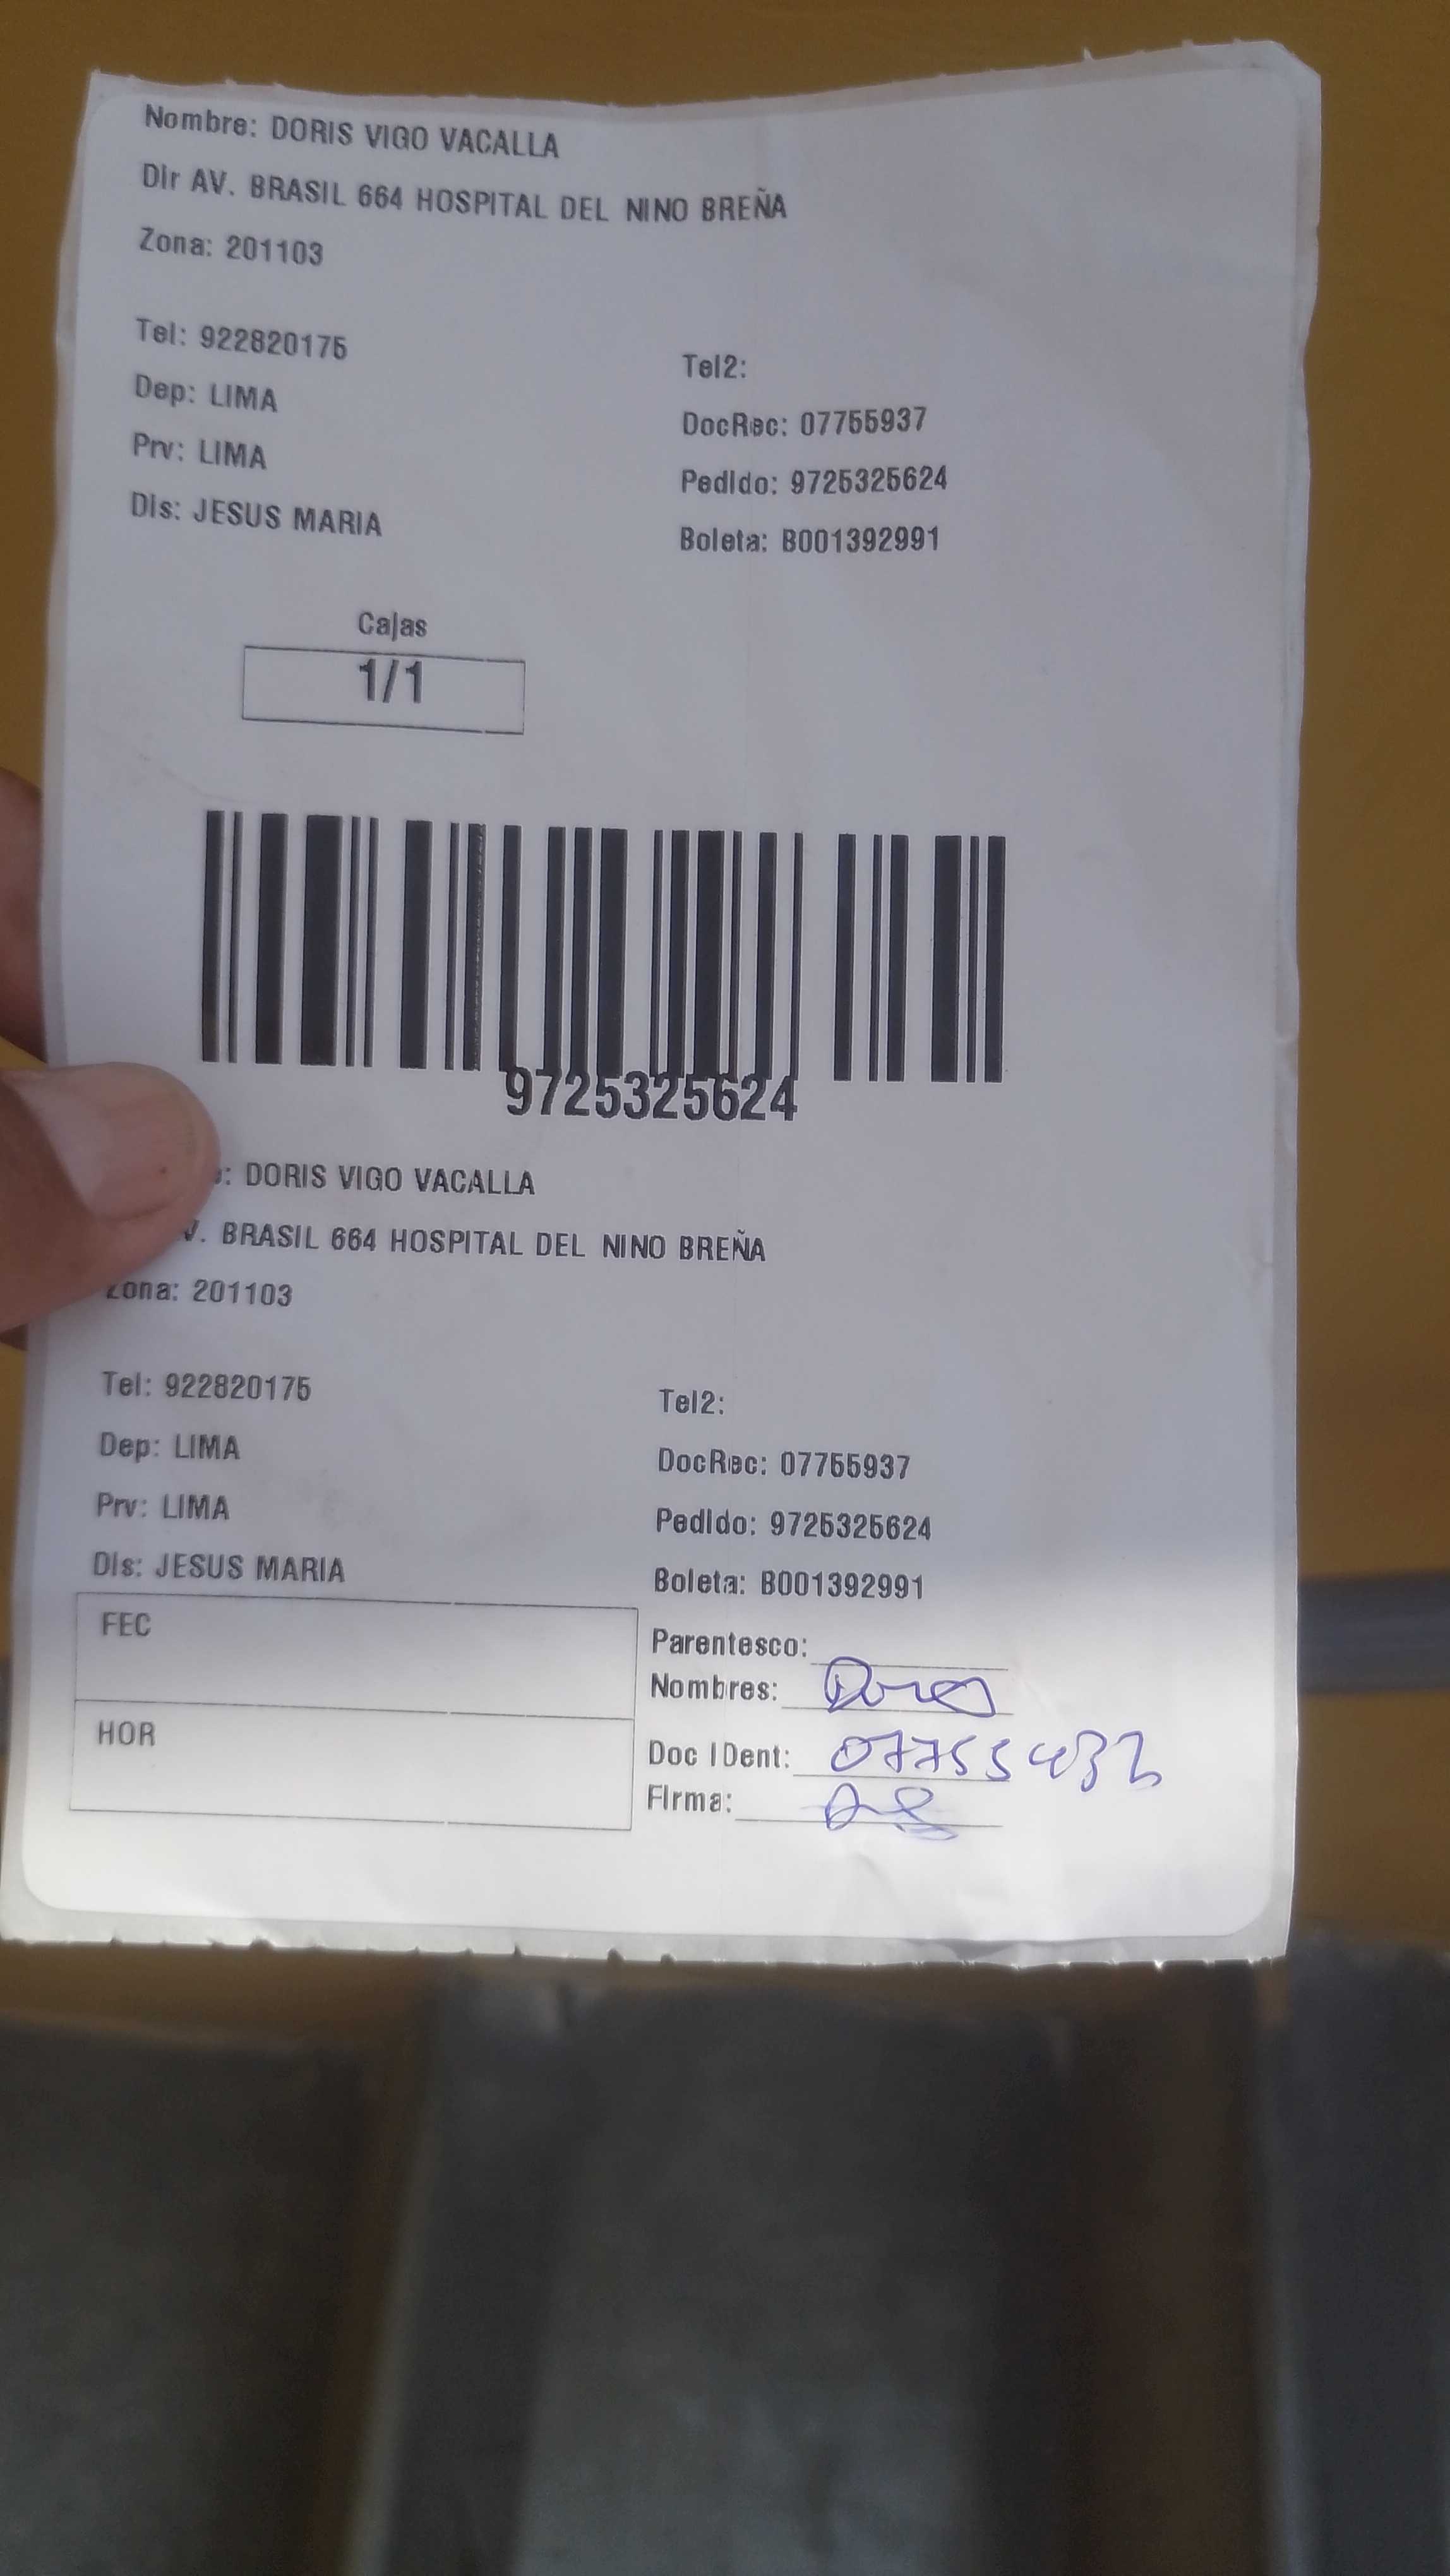 Nombre: DORIS VIGO VACALLA
Dir AV. BRASIL 664 HOSPITAL DEL NINO BREÑA
Zona: 201103
Tel: 922820175
Tel2:
Dep: LIMA
DocRec: 07755937
Prv: LIMA
Pedido: 9725325624
Dis: JESUS MARIA
Boleta: B001392991
Cajas
1/1
9725325624
: DORIS VIGO VACALLA
V. BRASIL 664 HOSPITAL DEL NINO BREÑA
Zona: 201103
Tel: 922820175
Tel2:
Dep: LIMA
DocRec: 07755937
Prv: LIMA
Pedido: 9725325624
Dis: JESUS MARIA
Boleta: B001392991
FEC
Parentesco:
Nombres: Doris
HOR
Doc IDent:
Firma: